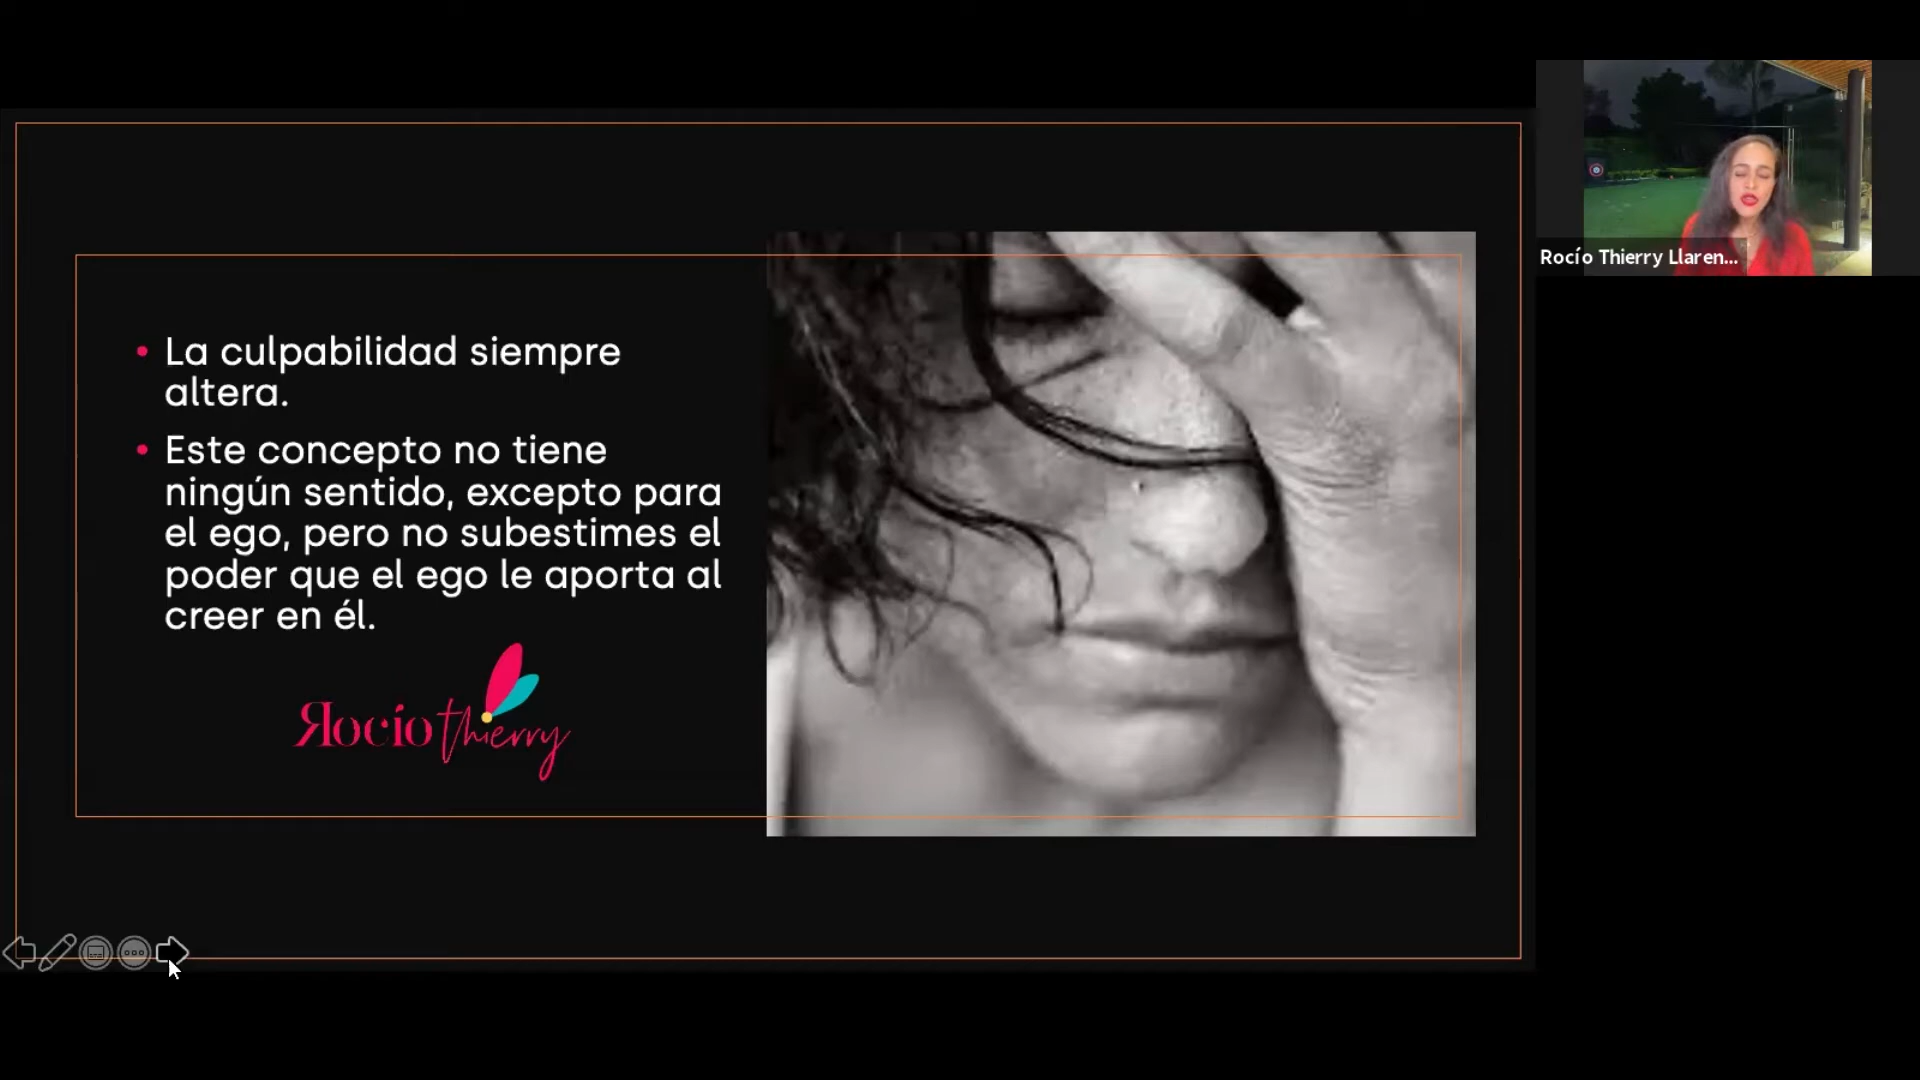 La culpabilidad siempre
altera.
Este concepto no tiene
ningún sentido, excepto para
el ego, pero no subestimes el
poder que el ego le aporta al
creer en él.
Rocío thierry
Rocío Thierry Llaren...